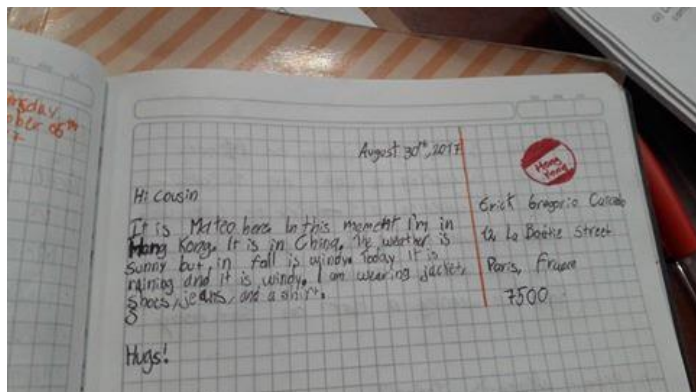 August 30th, 2017
Hi cousin
It is Mateo here. In this moment I'm in
Hong Kong. It is in China. The weather is
sunny but, in fall is windy. Today it is
raining and it is windy. I am wearing jacket,
shoes, jeans, and a shirt.
Hugs!
Hong
Kong
Erick Gregorio
12 La Boétie Street
Paris, France
7500